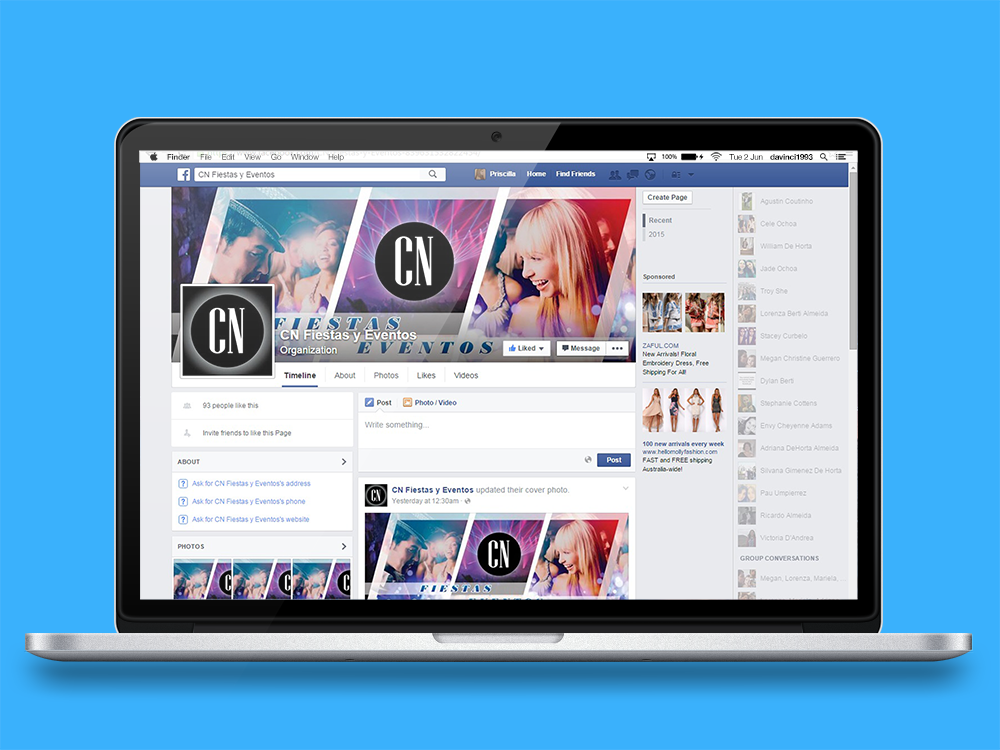 Finder File Edit View Go Window Help
100% Tue 2 Jun davinci1993
CN Fiestas y Eventos
Priscilla Home Find Friends
CN
CN
FIESTAS
CN Fiestas y Eventos
Organization
EVENTOS
Liked
Message
Timeline About Photos Likes Videos
93 people like this
Invite friends to like this Page
ABOUT
Ask for CN Fiestas y Eventos's address
Ask for CN Fiestas y Eventos's phone
Ask for CN Fiestas y Eventos's website
PHOTOS
Post Photo / Video
Write something...
Post
CN
CN Fiestas y Eventos updated their cover photo.
Yesterday at 12:30am
CN
FIESTAS
Create Page
Recent
2015
Sponsored
ZAFUL.COM
New Arrivals! Floral
Embroidery Dress, Free
Shipping For All!
100 new arrivals every week
www.hellomollyfashion.com
FAST and FREE shipping
Australia-wide!
Agustin Coutinho
Cele Ochoa
William De Horta
Jade Ochoa
Troy She
Lorenza Berti Almeida
Stacey Curbelo
Megan Christine Guerrero
Dylan Berti
Stephanie Cottens
Envy Cheyenne Adams
Adriana DeHorta Almeida
Silvana Gimenez De Horta
Pau Umpierrez
Ricardo Almeida
Victoria D'Andrea
GROUP CONVERSATIONS
Megan, Lorenza, Mariela, ...